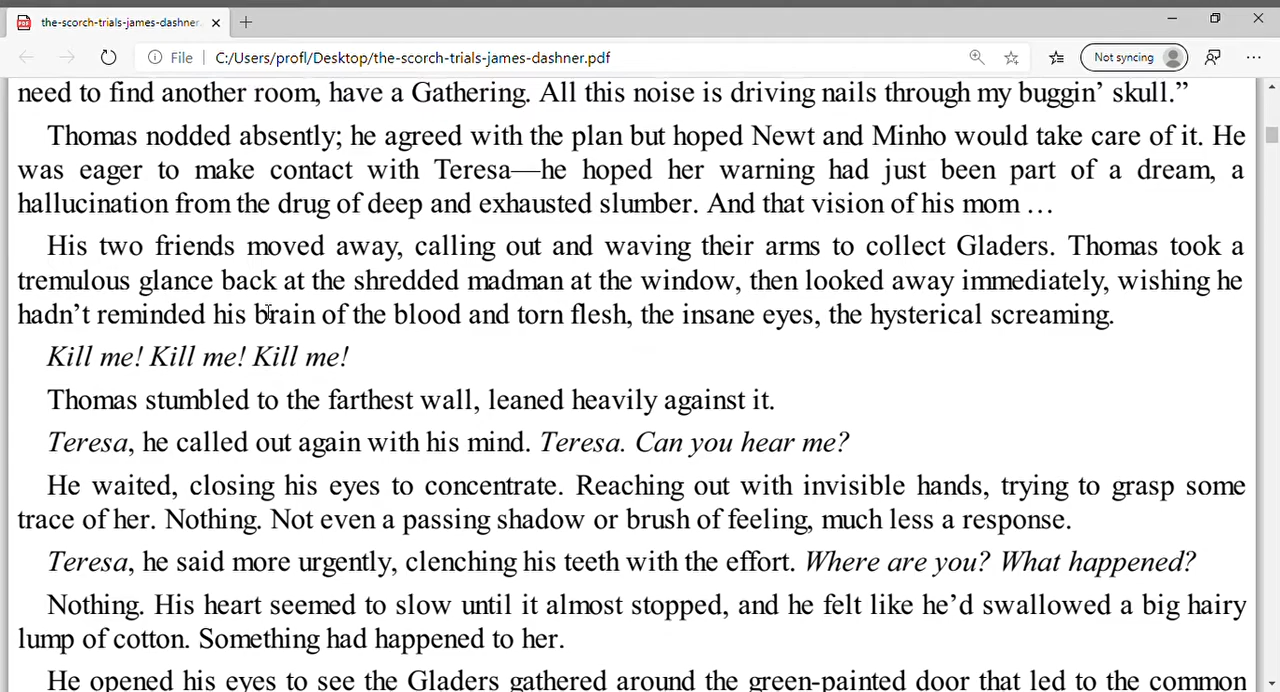 the-scorch-trials-james-dashner.
File C:/Users/profl/Desktop/the-scorch-trials-james-dashner.pdf Not syncing
need to find another room, have a Gathering. All this noise is driving nails through my buggin’ skull.”
Thomas nodded absently; he agreed with the plan but hoped Newt and Minho would take care of it. He
was eager to make contact with Teresa—he hoped her warning had just been part of a dream, a
hallucination from the drug of deep and exhausted slumber. And that vision of his mom …
His two friends moved away, calling out and waving their arms to collect Gladers. Thomas took a
tremulous glance back at the shredded madman at the window, then looked away immediately, wishing he
hadn’t reminded his brain of the blood and torn flesh, the insane eyes, the hysterical screaming.
Kill me! Kill me! Kill me!
Thomas stumbled to the farthest wall, leaned heavily against it.
Teresa, he called out again with his mind. Teresa. Can you hear me?
He waited, closing his eyes to concentrate. Reaching out with invisible hands, trying to grasp some
trace of her. Nothing. Not even a passing shadow or brush of feeling, much less a response.
Teresa, he said more urgently, clenching his teeth with the effort. Where are you? What happened?
Nothing. His heart seemed to slow until it almost stopped, and he felt like he’d swallowed a big hairy
lump of cotton. Something had happened to her.
He opened his eyes to see the Gladers gathered around the green-painted door that led to the common